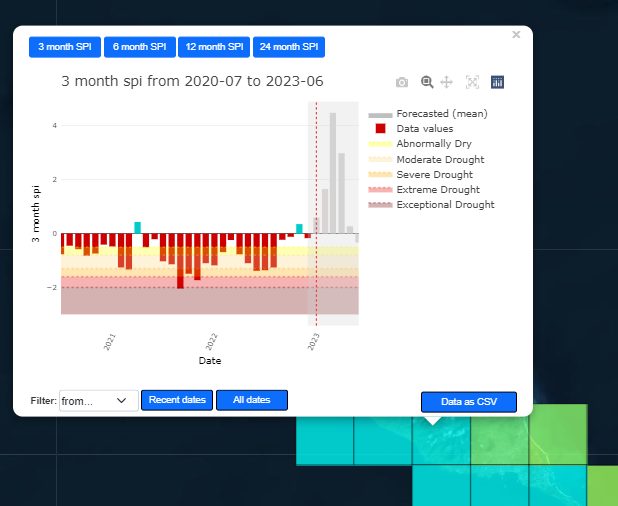 ×
3 month SPI 6 month SPI 12 month SPI 24 month SPI
3 month spi from 2020-07 to 2023-06
Forecasted (mean)
Data values
Abnormally Dry
Moderate Drought
Severe Drought
Extreme Drought
Exceptional Drought
3 month spi
4
2
0
−2
2021
2022
2023
Date
Filter: from... Recent dates All dates Data as CSV